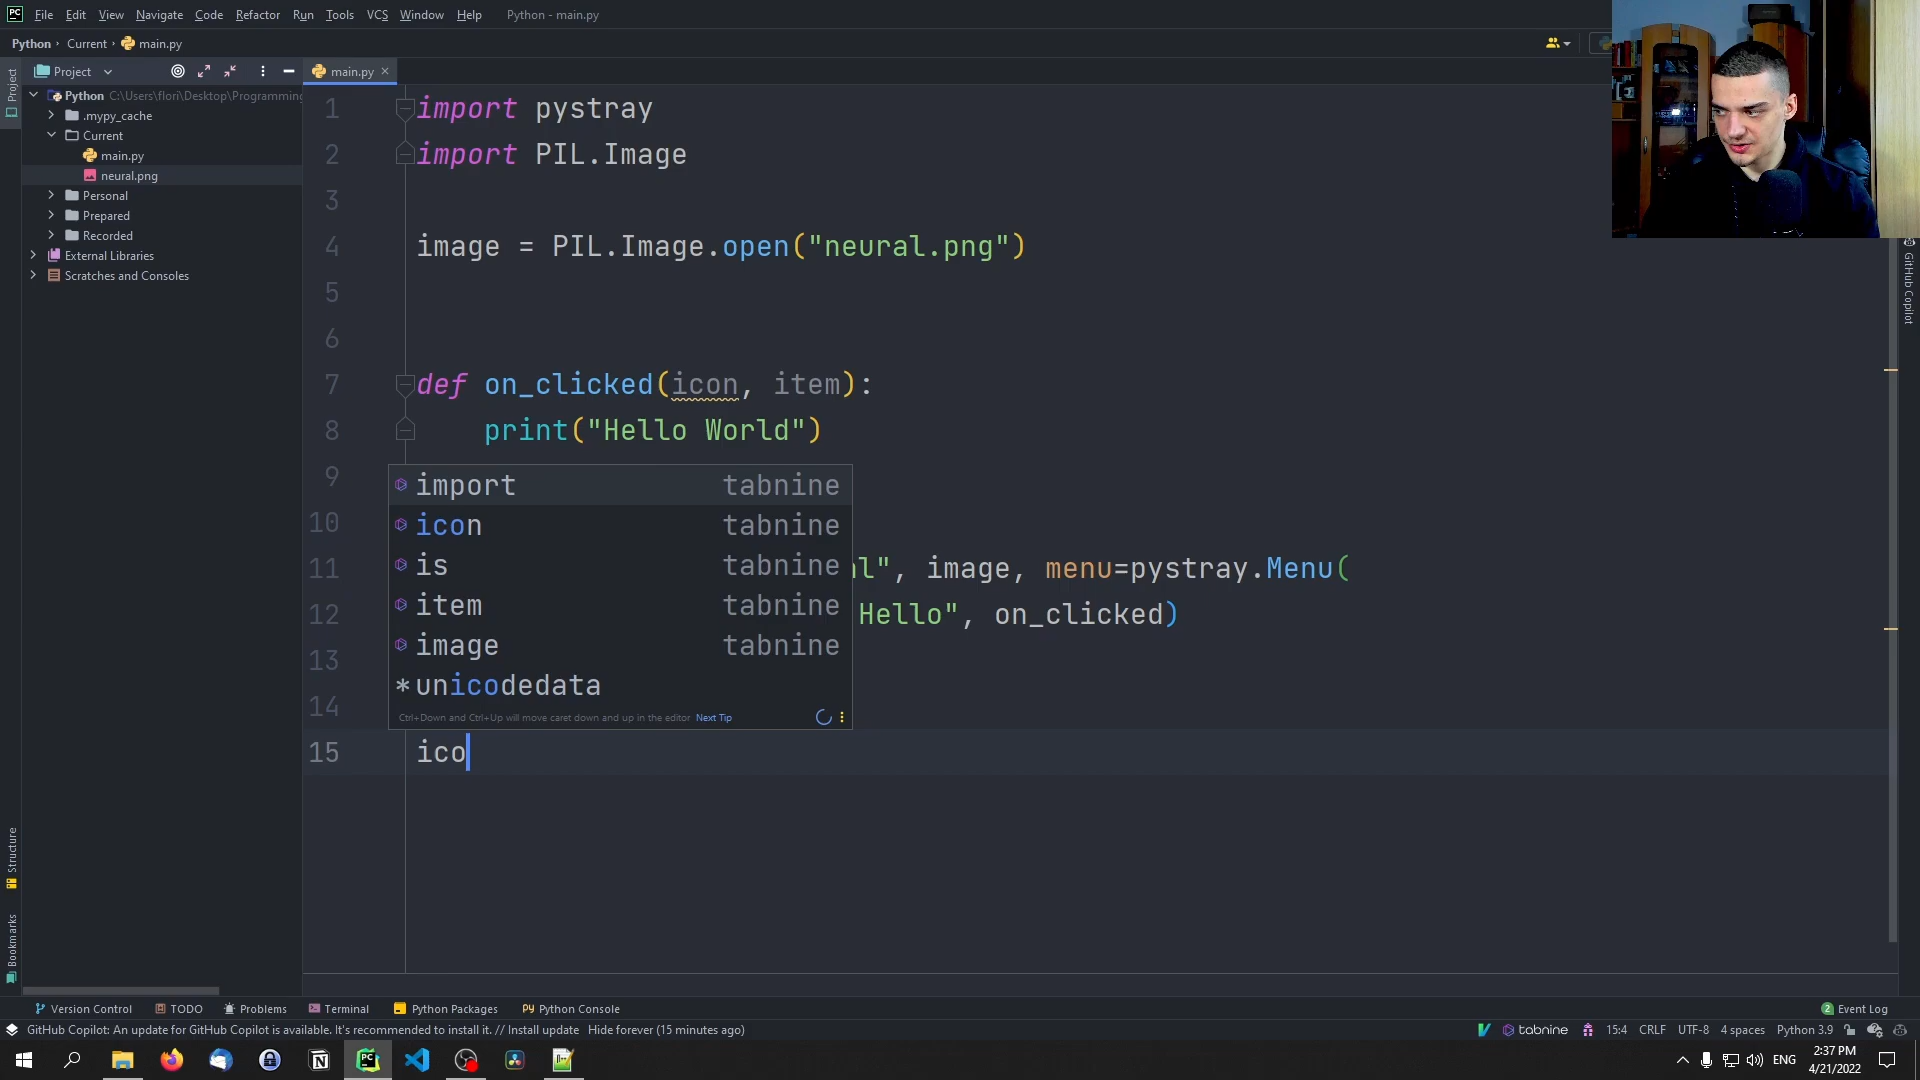 PC File Edit View Navigate Code Refactor Run Tools VCS Window Help Python - main.py
Python › Current › main.py
Project
Project
main.py
Python C:\Users\flori\Desktop\Programming
.mypy_cache
Current
main.py
neural.png
Personal
Prepared
Recorded
External Libraries
Scratches and Consoles
1 import pystray
2 import PIL.Image
3
4 image = PIL.Image.open("neural.png")
5
6
7 def on_clicked(icon, item):
8 print("Hello World")
9
10
11 l", image, menu=pystray.Menu(
12 Hello", on_clicked)
13
14
15 ico
import tabnine
icon tabnine
is tabnine
item tabnine
image tabnine
*unicodedata
Ctrl+Down and Ctrl+Up will move caret down and up in the editor Next Tip
GitHub Copilot
Structure
Bookmarks
Version Control TODO Problems Terminal Python Packages Python Console 2 Event Log
GitHub Copilot: An update for GitHub Copilot is available. It's recommended to install it. // Install update Hide forever (15 minutes ago) tabnine 15:4 CRLF UTF-8 4 spaces Python 3.9
ENG 2:37 PM
4/21/2022